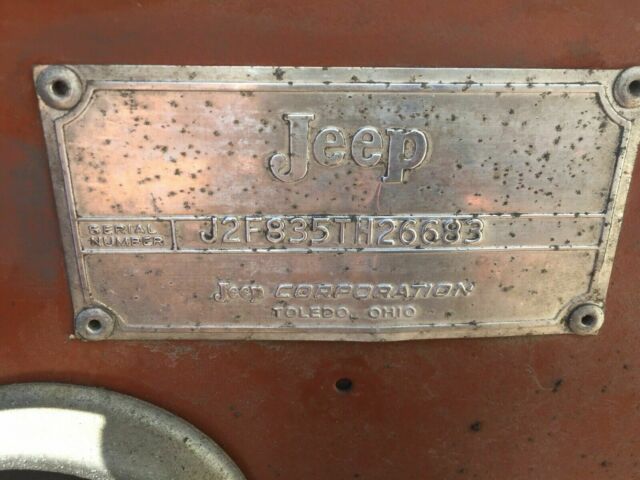 Jeep
SERIAL NUMBER
J2F835TH26683
Jeep CORPORATION
TOLEDO, OHIO